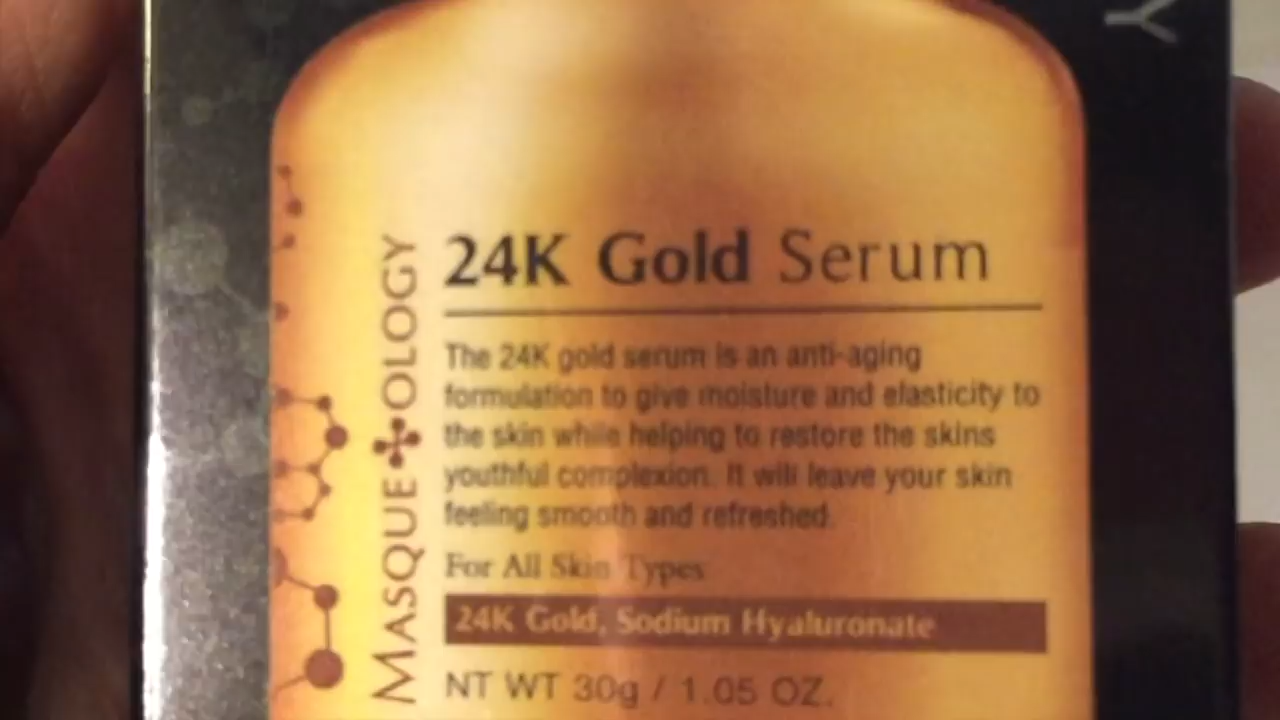 Y
MASQUE OLOGY
24K Gold Serum
The 24K gold serum is an anti-aging
formulation to give moisture and elasticity to
the skin while helping to restore the skins
youthful complexion. It will leave your skin
feeling smooth and refreshed.
For All Skin Types
24K Gold, Sodium Hyaluronate
NT WT 30g / 1.05 OZ.